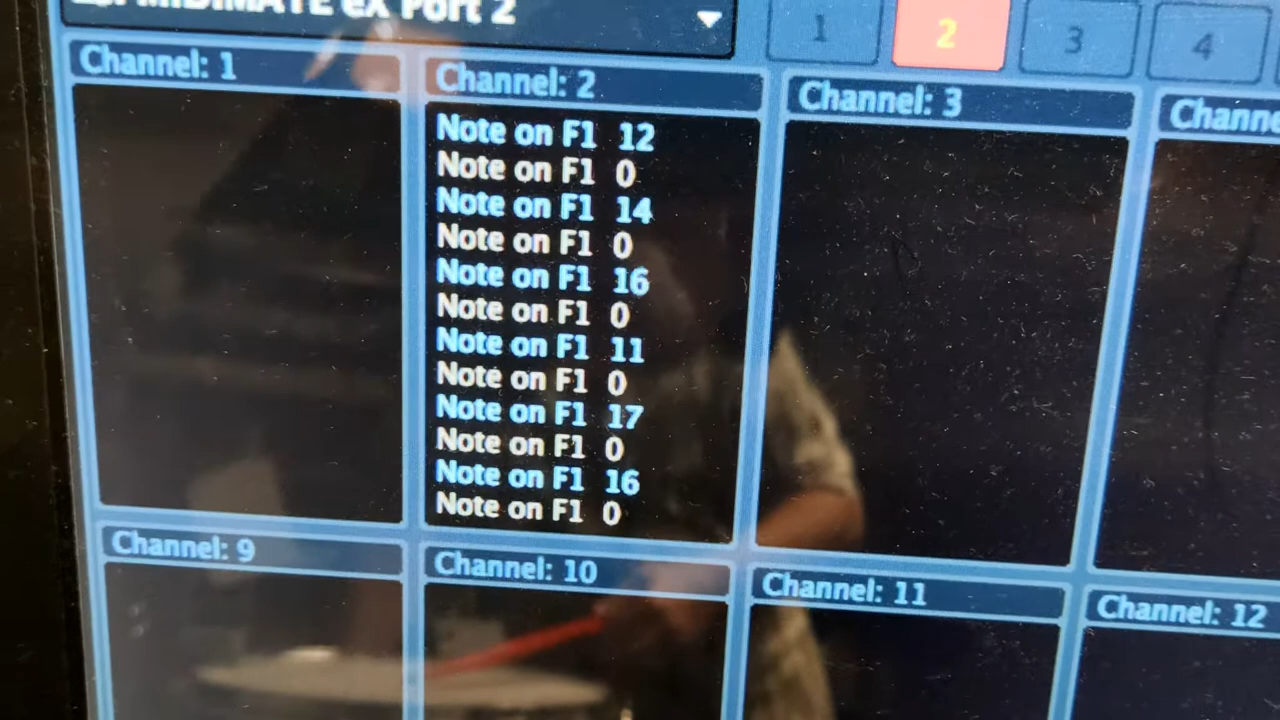 MIDIMATE eX Port 2
1
2
3
4
Channel: 1
Channel: 2
Note on F1 12
Note on F1 0
Note on F1 14
Note on F1 0
Note on F1 16
Note on F1 0
Note on F1 11
Note on F1 0
Note on F1 17
Note on F1 0
Note on F1 16
Note on F1 0
Channel: 3
Channel: 9
Channel: 10
Channel: 11
Channel: 12